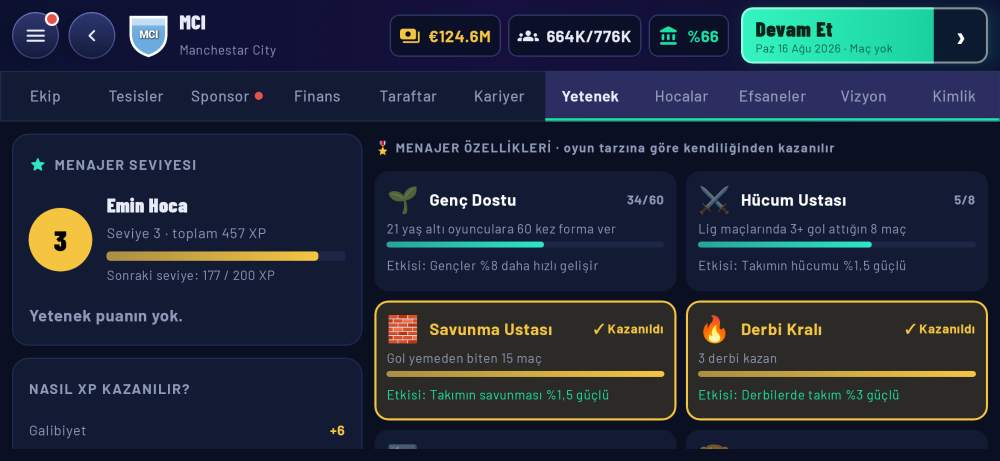 MCI
MCI
Manchestar City
€124.6M
664K/776K
%66
Devam Et
Paz 16 Ağu 2026 · Maç yok
Ekip
Tesisler
Sponsor
Finans
Taraftar
Kariyer
Yetenek
Hocalar
Efsaneler
Vizyon
Kimlik
MENAJER SEVIYESI
Emin Hoca
3
Seviye 3 · toplam 457 XP
Sonraki seviye: 177 / 200 XP
Yetenek puanın yok.
NASIL XP KAZANILIR?
Galibiyet +6
MENAJER ÖZELLİKLERİ · oyun tarzına göre kendiliğinden kazanılır
Genç Dostu 34/60
21 yaş altı oyunculara 60 kez forma ver
Etkisi: Gençler %8 daha hızlı gelişir
Hücum Ustası 5/8
Lig maçlarında 3+ gol attığın 8 maç
Etkisi: Takımın hücumu %1,5 güçlü
Savunma Ustası ✓ Kazanıldı
Gol yemeden biten 15 maç
Etkisi: Takımın savunması %1,5 güçlü
Derbi Kralı ✓ Kazanıldı
3 derbi kazan
Etkisi: Derbilerde takım %3 güçlü